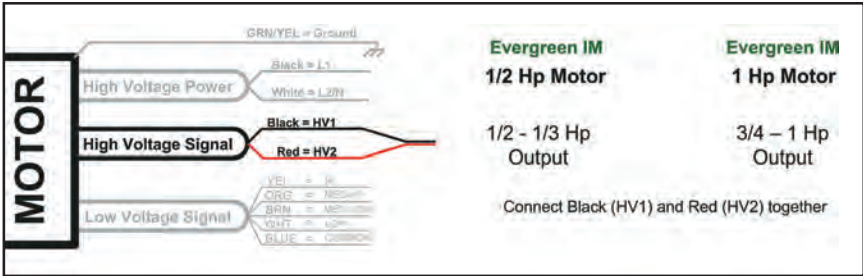 MOTOR
GRN/YEL = Ground
High Voltage Power
Black = L1
White = L2/N
High Voltage Signal
Black = HV1
Red = HV2
Low Voltage Signal
YEL =
ORG =
BRN =
WHT =
BLUE = COMMON
Evergreen IM
1/2 Hp Motor
1/2 - 1/3 Hp
Output
Evergreen IM
1 Hp Motor
3/4 – 1 Hp
Output
Connect Black (HV1) and Red (HV2) together